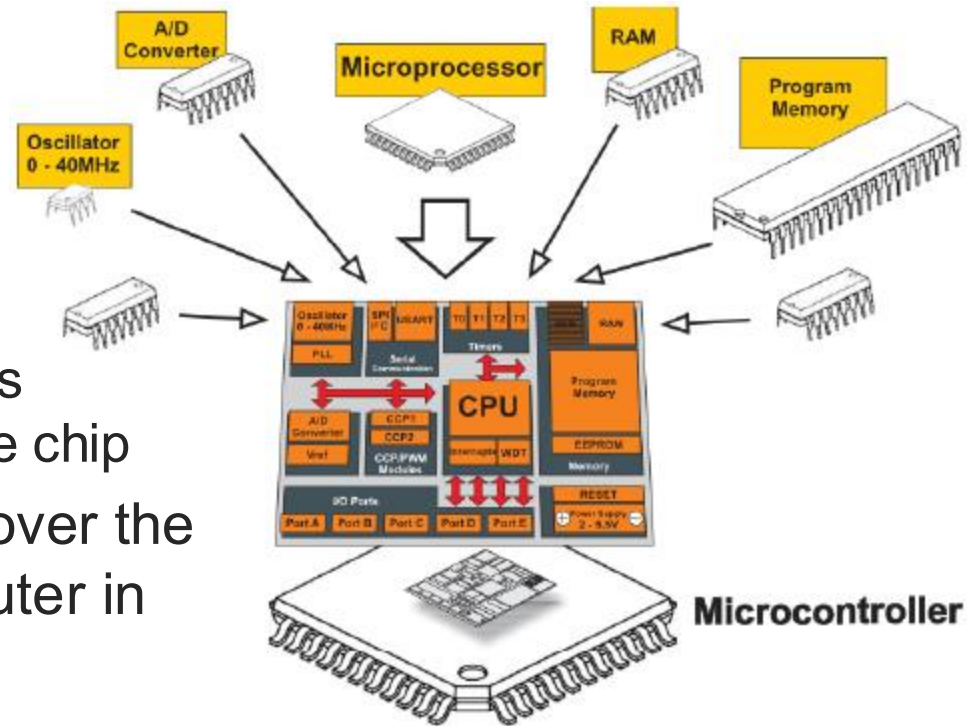 A/D
Converter
Microprocessor
RAM
Program
Memory
Oscillator
0 - 40MHz
Oscillator
0 - 40MHz
PLL
SPI
I²C
USART
Serial
Communication
T0 T1 T2 T3
Timers
RAM
Program
Memory
EEPROM
Memory
A/D
Converter
Vref
CCP1
CCP2
CCP/PWM
Modules
CPU
Interrupts
WDT
I/O Ports
Port A Port B Port C Port D Port E
RESET
Power Supply
2 - 5.5V
s
e chip
over the
uter in
Microcontroller